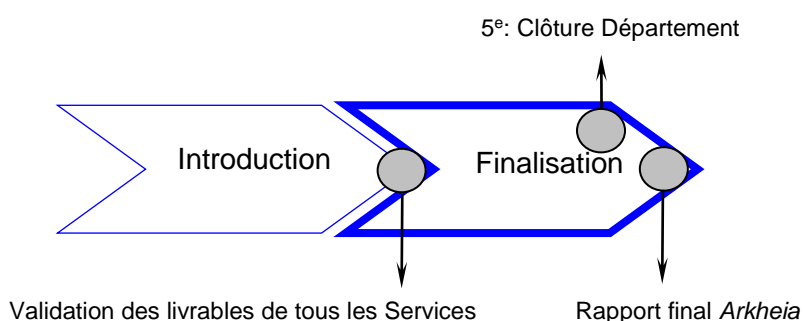 5e: Clôture Département
Introduction
Finalisation
Validation des livrables de tous les Services
Rapport final Arkheia